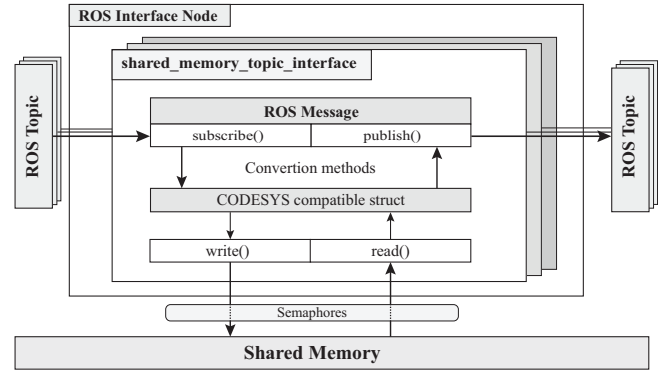 ROS Interface Node
shared_memory_topic_interface
ROS Topic
ROS Message
subscribe()
publish()
ROS Topic
Convertion methods
CODESYS compatible struct
write()
read()
Semaphores
Shared Memory